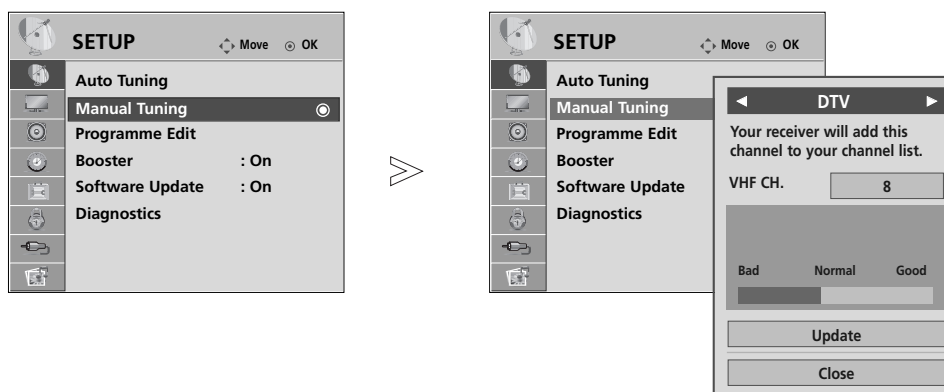 SETUP Move OK
Auto Tuning
Manual Tuning
Programme Edit
Booster : On
Software Update : On
Diagnostics
SETUP Move OK
Auto Tuning
Manual Tuning
Programme Edit
Booster
Software Update
Diagnostics
DTV
Your receiver will add this
channel to your channel list.
VHF CH. 8
Bad Normal Good
Update
Close